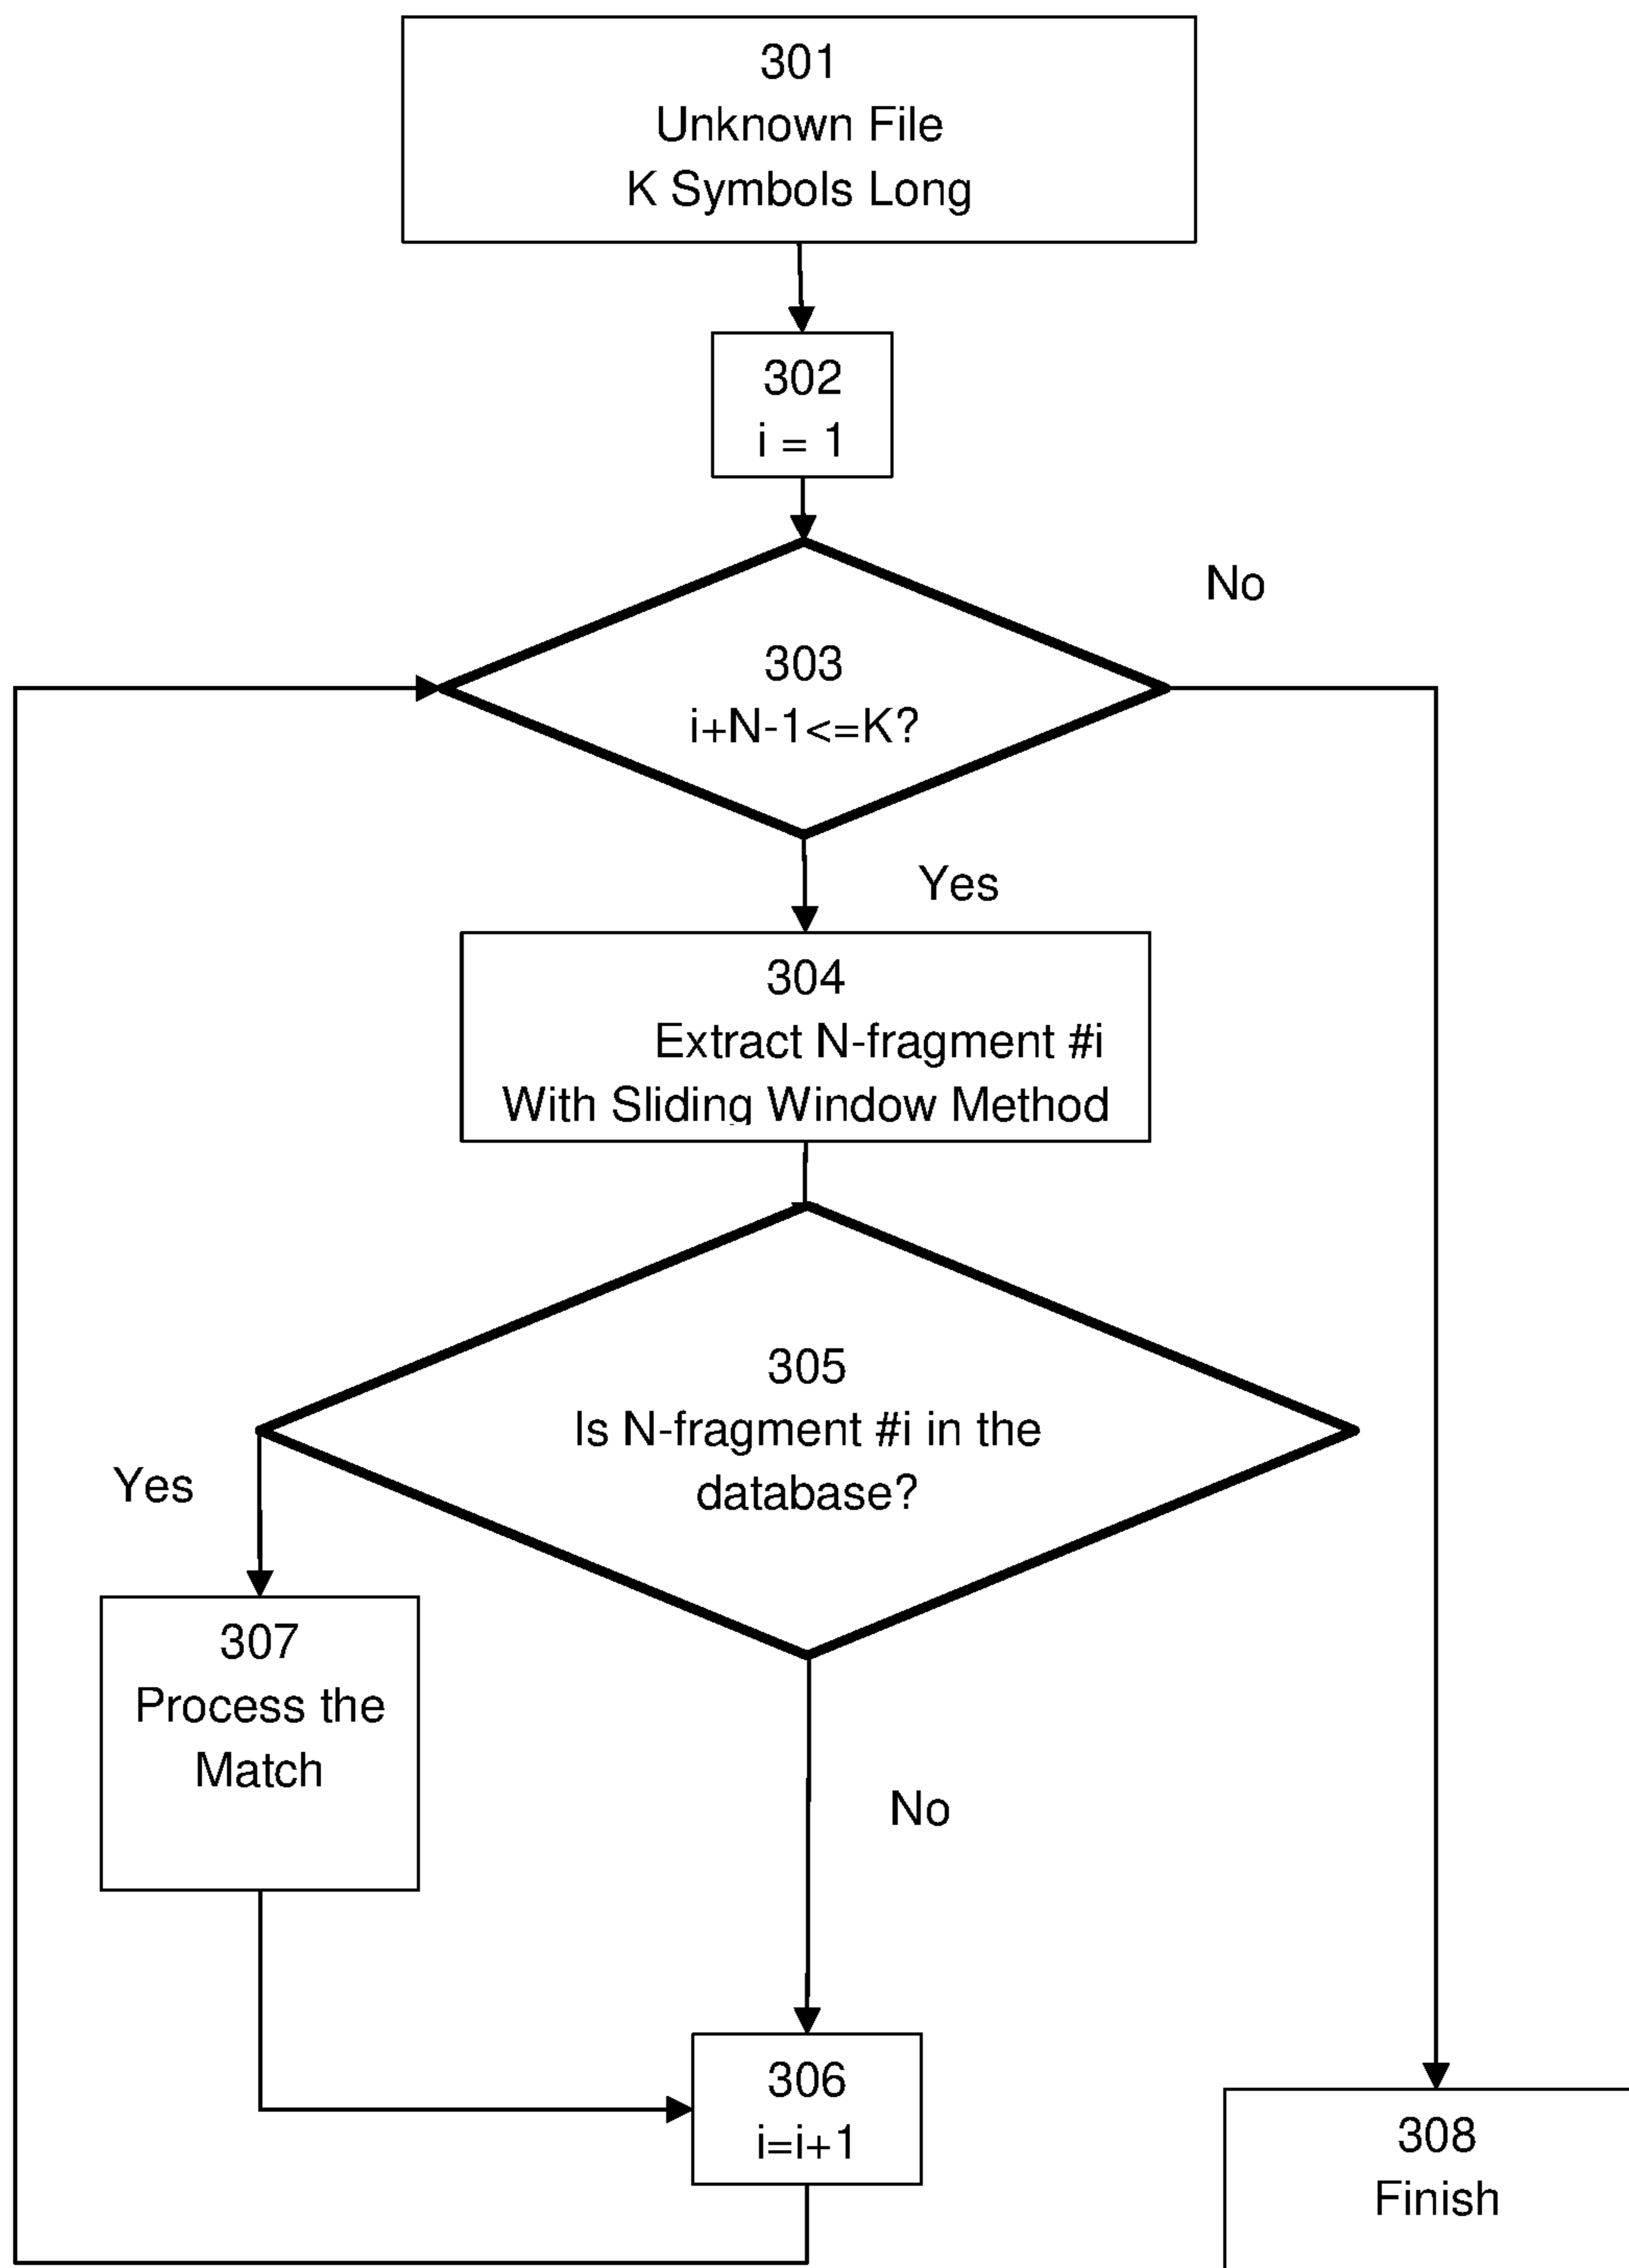 301
Unknown File
K Symbols Long
302
i = 1
No
303
i+N-1<=K?
Yes
304
Extract N-fragment #i
With Sliding Window Method
305
Is N-fragment #i in the
database?
Yes
307
Process the
Match
No
306
i=i+1
308
Finish